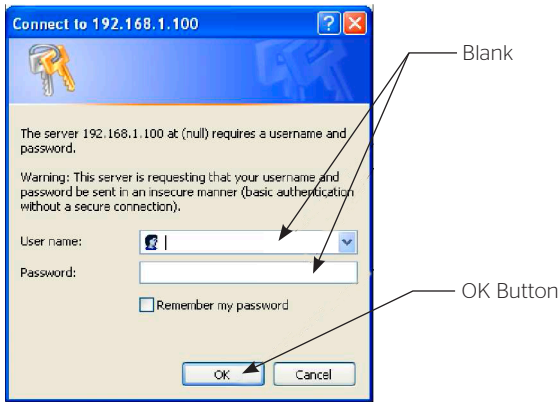 Connect to 192.168.1.100
Blank
The server 192.168.1.100 at (null) requires a username and
password.
Warning: This server is requesting that your username and
password be sent in an insecure manner (basic authentication
without a secure connection).
User name:
Password:
Remember my password
OK Button
OK
Cancel